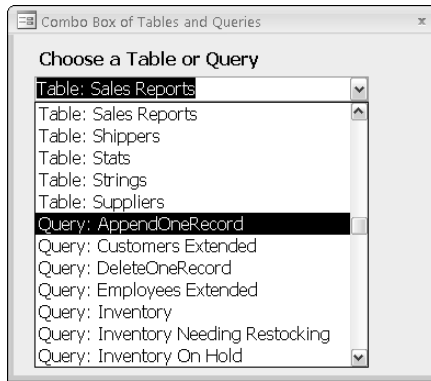 Combo Box of Tables and Queries x
Choose a Table or Query
Table: Sales Reports
Table: Sales Reports
Table: Shippers
Table: Stats
Table: Strings
Table: Suppliers
Query: AppendOneRecord
Query: Customers Extended
Query: DeleteOneRecord
Query: Employees Extended
Query: Inventory
Query: Inventory Needing Restocking
Query: Inventory On Hold